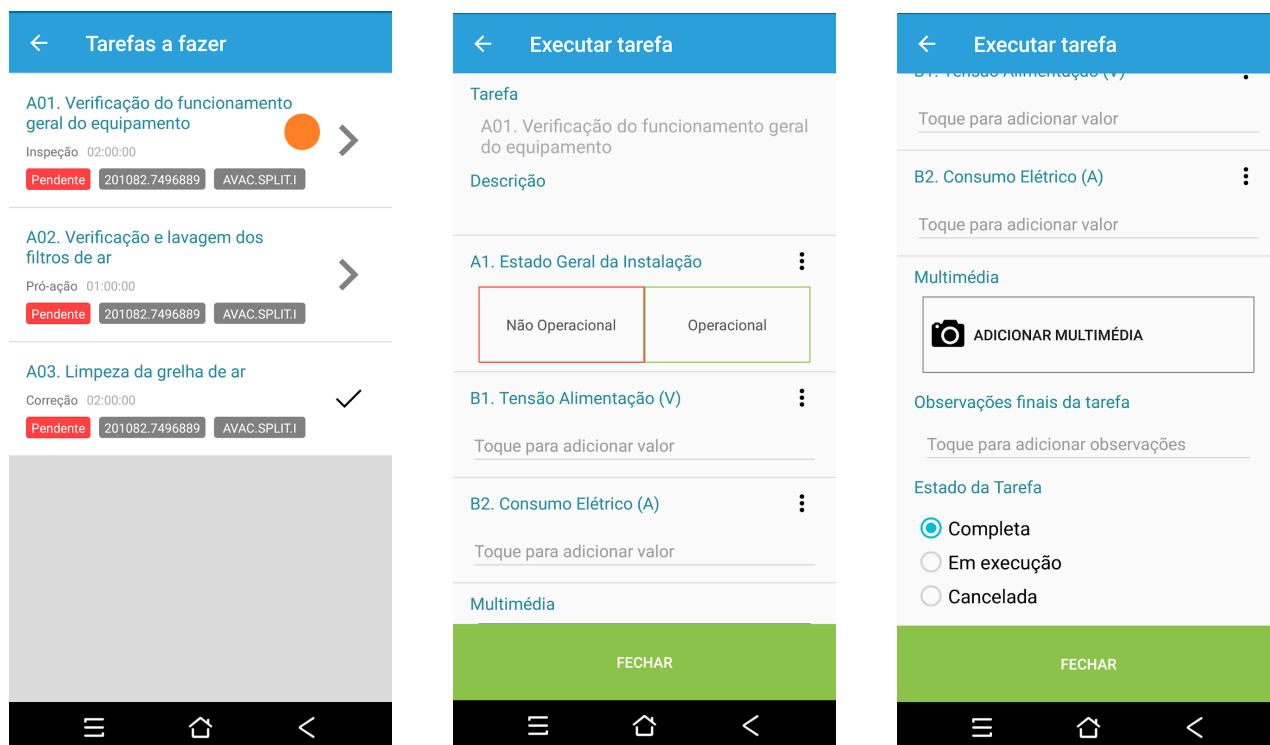 Tarefas a fazer
A01. Verificação do funcionamento
geral do equipamento
Inspeção 02:00:00
Pendente 201082.7496889 AVAC.SPLIT.I
A02. Verificação e lavagem dos
filtros de ar
Pró-ação 01:00:00
Pendente 201082.7496889 AVAC.SPLIT.I
A03. Limpeza da grelha de ar
Correção 02:00:00
Pendente 201082.7496889 AVAC.SPLIT.I
Executar tarefa
Tarefa
A01. Verificação do funcionamento geral
do equipamento
Descrição
A1. Estado Geral da Instalação
Não Operacional Operacional
B1. Tensão Alimentação (V)
Toque para adicionar valor
B2. Consumo Elétrico (A)
Toque para adicionar valor
Multimédia
FECHAR
Executar tarefa
B1. Tensão Alimentação (V)
Toque para adicionar valor
B2. Consumo Elétrico (A)
Toque para adicionar valor
Multimédia
ADICIONAR MULTIMÉDIA
Observações finais da tarefa
Toque para adicionar observações
Estado da Tarefa
Completa
Em execução
Cancelada
FECHAR